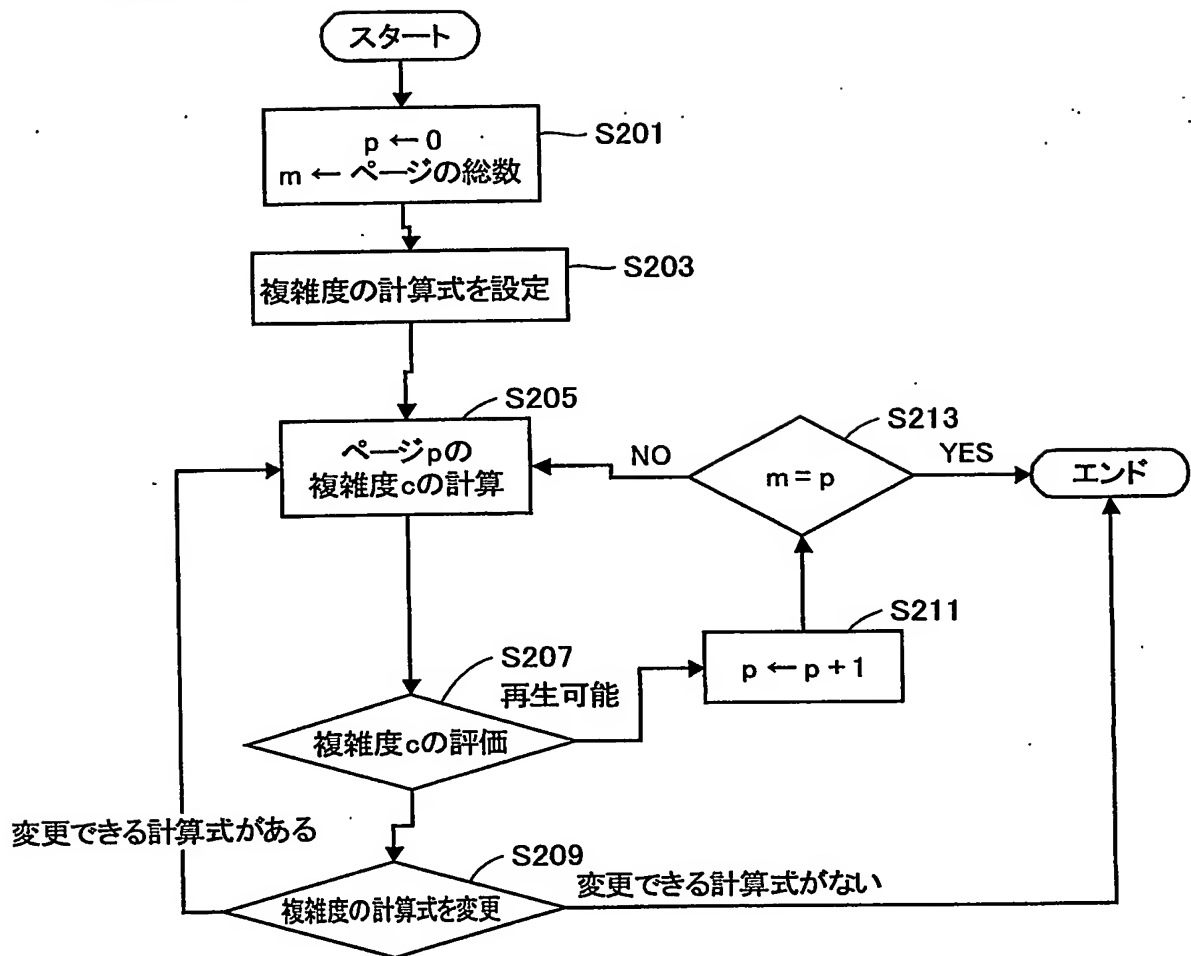 スタート
p ← 0
m ← ページの総数
S201
複雑度の計算式を設定
S203
S205
ページpの
複雑度cの計算
NO
m = p
S213
YES
エンド
S211
p ← p + 1
S207
再生可能
複雑度cの評価
変更できる計算式がある
S209
複雑度の計算式を変更
変更できる計算式がない